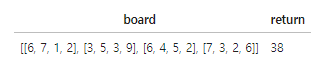 board return
[[6, 7, 1, 2], [3, 5, 3, 9], [6, 4, 5, 2], [7, 3, 2, 6]] 38